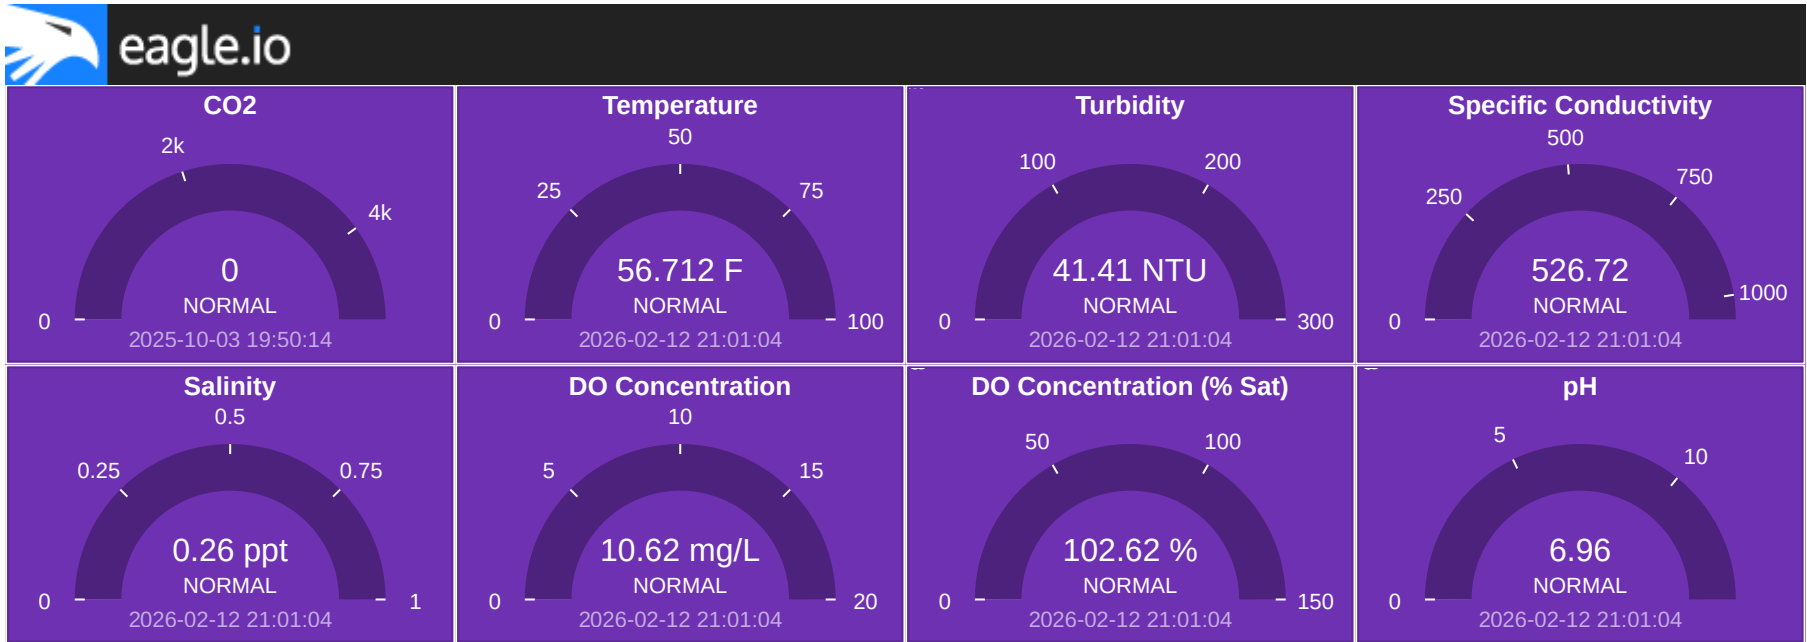 eagle.io
CO2
2k
4k
0
0
NORMAL
2025-10-03 19:50:14
Temperature
50
25
75
56.712 F
NORMAL
0
100
2026-02-12 21:01:04
Turbidity
100
200
41.41 NTU
NORMAL
0
300
2026-02-12 21:01:04
Specific Conductivity
500
750
250
526.72
1000
NORMAL
0
2026-02-12 21:01:04
Salinity
0.5
0.25
0.75
0.26 ppt
NORMAL
0
1
2026-02-12 21:01:04
DO Concentration
10
5
15
10.62 mg/L
NORMAL
0
20
2026-02-12 21:01:04
DO Concentration (% Sat)
50
100
102.62 %
NORMAL
0
150
2026-02-12 21:01:04
pH
5
10
6.96
NORMAL
0
2026-02-12 21:01:04